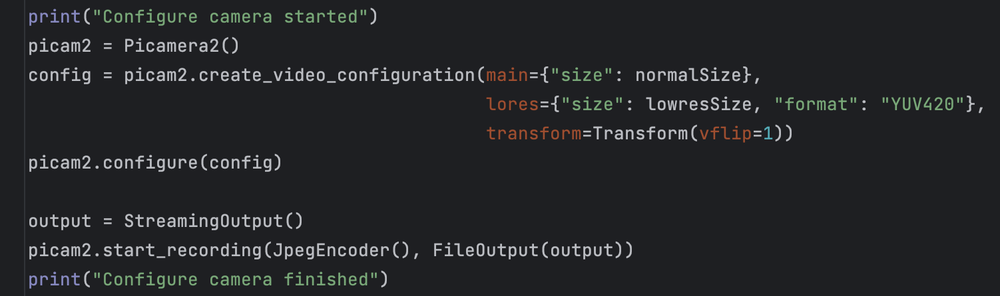 print("Configure camera started")
picam2 = Picamera2()
config = picam2.create_video_configuration(main={"size": normalSize},
                                           lores={"size": lowresSize, "format": "YUV420"},
                                           transform=Transform(vflip=1))
picam2.configure(config)

output = StreamingOutput()
picam2.start_recording(JpegEncoder(), FileOutput(output))
print("Configure camera finished")